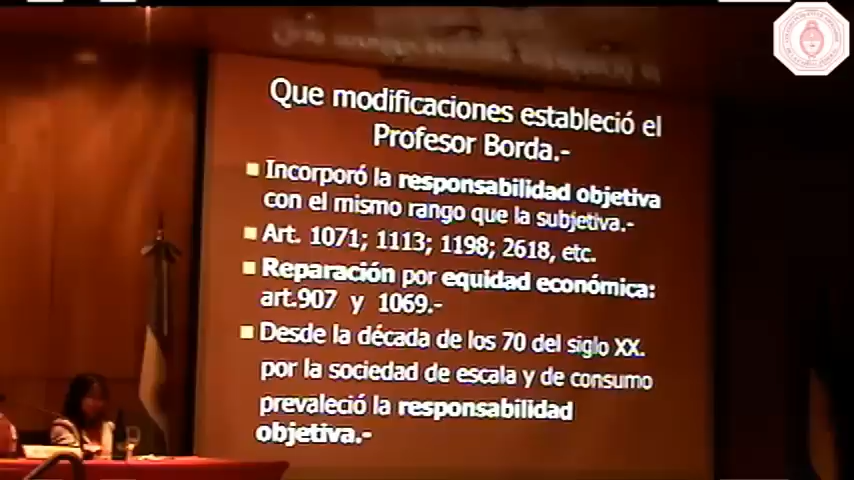 Que modificaciones estableció el
Profesor Borda.-
Incorporó la responsabilidad objetiva
con el mismo rango que la subjetiva.-
Art. 1071; 1113; 1198; 2618, etc.
Reparación por equidad económica:
art.907 y 1069.-
Desde la década de los 70 del siglo XX.
por la sociedad de escala y de consumo
prevaleció la responsabilidad
objetiva.-